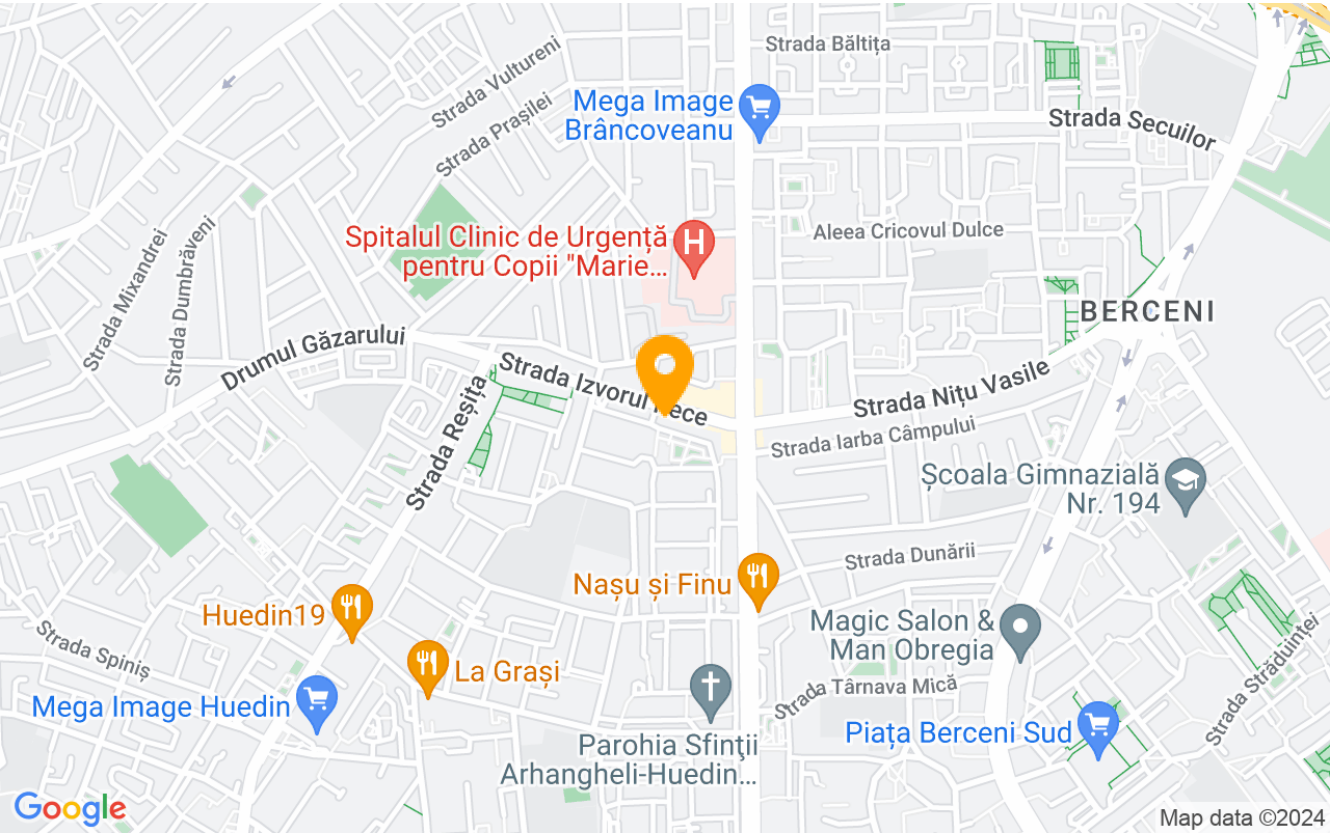 Strada Băltița
Strada Vultureni
Mega Image
Brâncoveanu
Strada Prașilei
Strada Secuilor
Strada Mixandrei
Strada Dumbrăveni
Spitalul Clinic de Urgență
pentru Copii "Marie...
Aleea Cricovul Dulce
BERCENI
Drumul Găzarului
Strada Izvorul Rece
Strada Nițu Vasile
Strada Reșița
Strada Iarba Câmpului
Școala Gimnazială
Nr. 194
Strada Dunării
Nașu și Finu
Huedin19
Magic Salon &
Man Obregia
Strada Spiniș
La Grași
Strada Târnava Mică
Strada Străduinței
Mega Image Huedin
Piața Berceni Sud
Parohia Sfinţii
Arhangheli-Huedin...
Google
Map data ©2024